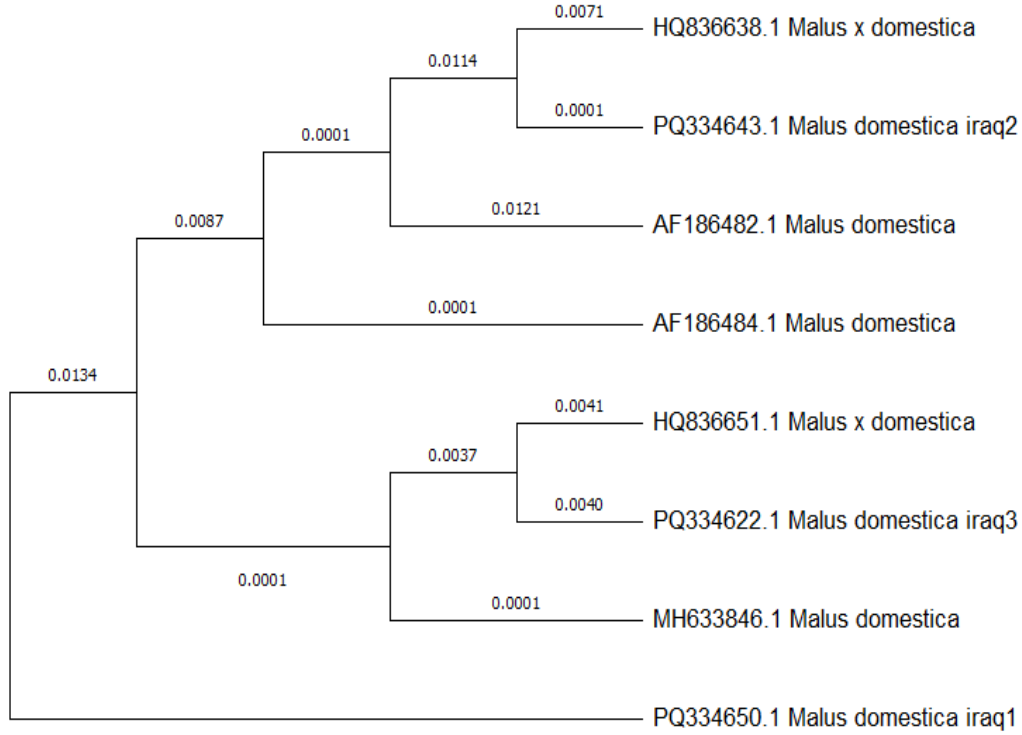 0.0071
HQ836638.1 Malus x domestica
0.0114
0.0001
PQ334643.1 Malus domestica iraq2
0.0001
0.0121
AF186482.1 Malus domestica
0.0087
0.0001
AF186484.1 Malus domestica
0.0134
0.0041
HQ836651.1 Malus x domestica
0.0037
0.0040
PQ334622.1 Malus domestica iraq3
0.0001
0.0001
MH633846.1 Malus domestica
PQ334650.1 Malus domestica iraq1